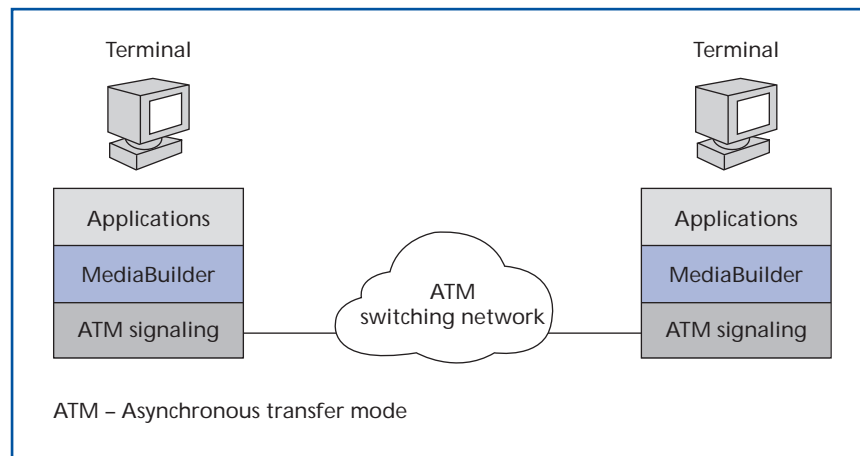 Terminal
Terminal
Applications
Applications
MediaBuilder
MediaBuilder
ATM
switching network
ATM signaling
ATM signaling
ATM – Asynchronous transfer mode